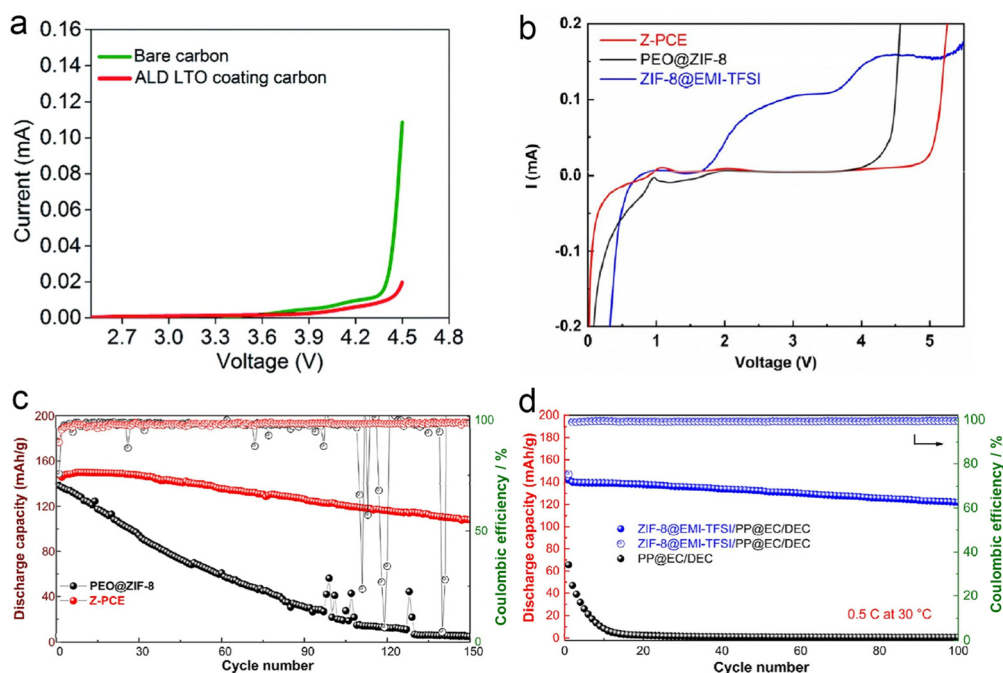 a
0.16
0.14
0.12
0.10
0.08
0.06
0.04
0.02
0.00
Current (mA)
Bare carbon
ALD LTO coating carbon
2.7 3.0 3.3 3.6 3.9 4.2 4.5 4.8
Voltage (V)
b
0.2
0.1
0.0
-0.1
-0.2
I (mA)
Z-PCE
PEO@ZIF-8
ZIF-8@EMI-TFSI
0 1 2 3 4 5
Voltage (V)
c
200
160
120
80
40
0
Discharge capacity (mAh/g)
PEO@ZIF-8
Z-PCE
100
50
0
Coulombic efficiency / %
0 30 60 90 120 150
Cycle number
d
200
180
160
140
120
100
80
60
40
20
0
Discharge capacity (mAh/g)
ZIF-8@EMI-TFSI/PP@EC/DEC
ZIF-8@EMI-TFSI/PP@EC/DEC
PP@EC/DEC
0.5 C at 30 °C
100
80
60
40
20
0
Coulombic efficiency / %
0 20 40 60 80 100
Cycle number